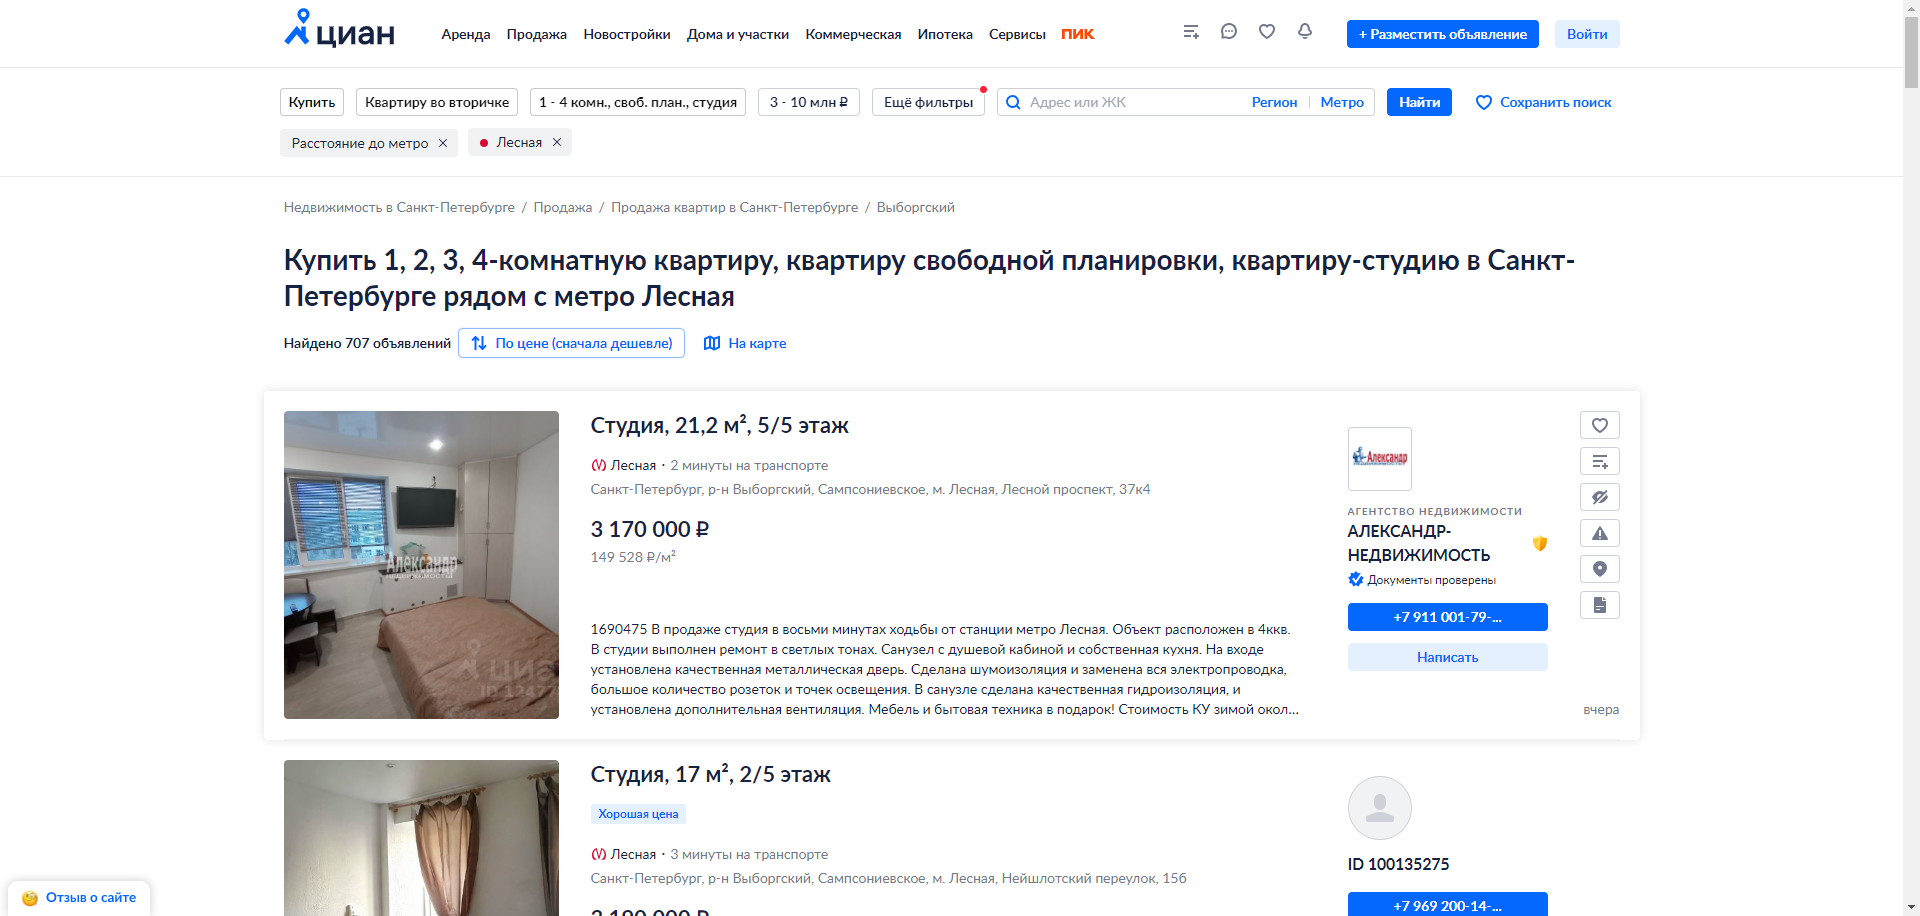 циан
Аренда Продажа Новостройки Дома и участки Коммерческая Ипотека Сервисы ПИК
+ Разместить объявление
Войти
Купить
Квартиру во вторичке
1 - 4 комн., своб. план., студия
3 - 10 млн ₽
Ещё фильтры
Адрес или ЖК
Регион
Метро
Найти
Сохранить поиск
Расстояние до метро
Лесная
Недвижимость в Санкт-Петербурге / Продажа / Продажа квартир в Санкт-Петербурге / Выборгский
Купить 1, 2, 3, 4-комнатную квартиру, квартиру свободной планировки, квартиру-студию в Санкт-
Петербурге рядом с метро Лесная
Найдено 707 объявлений
По цене (сначала дешевле)
На карте
Александр
недвижимость
циан
Студия, 21,2 м², 5/5 этаж
Лесная · 2 минуты на транспорте
Санкт-Петербург, р-н Выборгский, Сампсониевское, м. Лесная, Лесной проспект, 37к4
3 170 000 ₽
149 528 ₽/м²
1690475 В продаже студия в восьми минутах ходьбы от станции метро Лесная. Объект расположен в 4ккв.
В студии выполнен ремонт в светлых тонах. Санузел с душевой кабиной и собственная кухня. На входе
установлена качественная металлическая дверь. Сделана шумоизоляция и заменена вся электропроводка,
большое количество розеток и точек освещения. В санузле сделана качественная гидроизоляция, и
установлена дополнительная вентиляция. Мебель и бытовая техника в подарок! Стоимость КУ зимой окол...
Александр
недвижимость
АГЕНТСТВО НЕДВИЖИМОСТИ
АЛЕКСАНДР-
НЕДВИЖИМОСТЬ
Документы проверены
+7 911 001-79-...
Написать
вчера
Студия, 17 м², 2/5 этаж
Хорошая цена
Лесная · 3 минуты на транспорте
Санкт-Петербург, р-н Выборгский, Сампсониевское, м. Лесная, Нейшлотский переулок, 15б
3 190 000 ₽
ID 100135275
+7 969 200-14-...
Отзыв о сайте